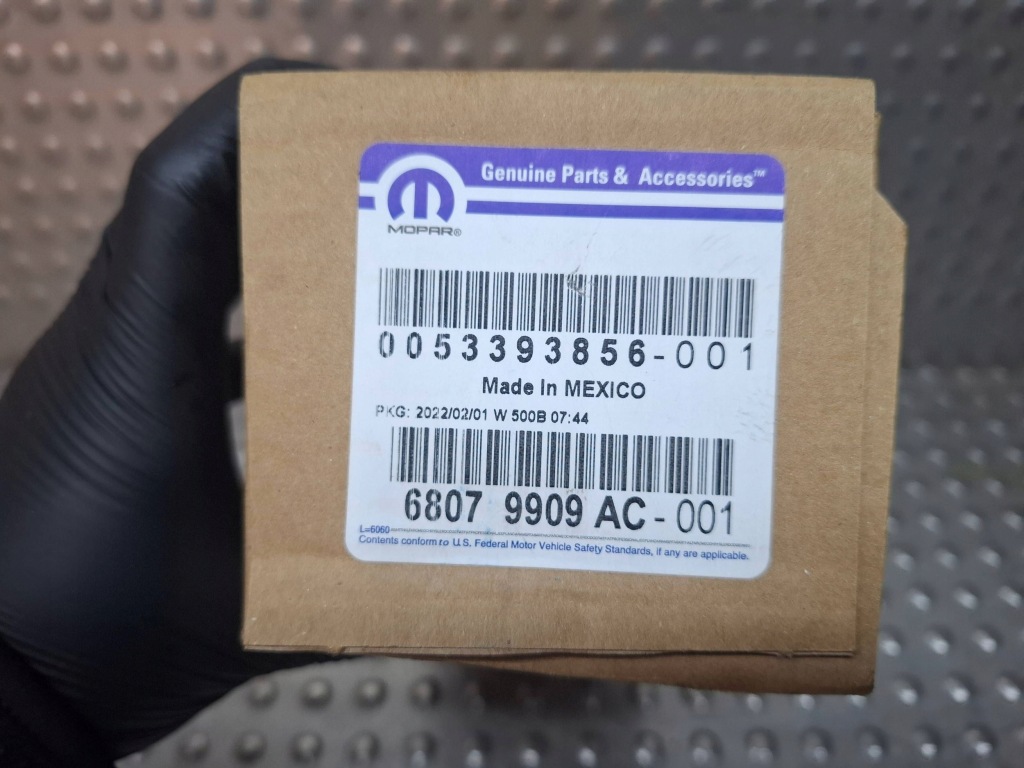 Genuine Parts & Accessories™
MOPAR®
0053393856-001
Made In MEXICO
PKG: 2022/02/01 W 500B 07:44
6807 9909 AC - 001
L=6060
Contents conform to U.S. Federal Motor Vehicle Safety Standards, if any are applicable.